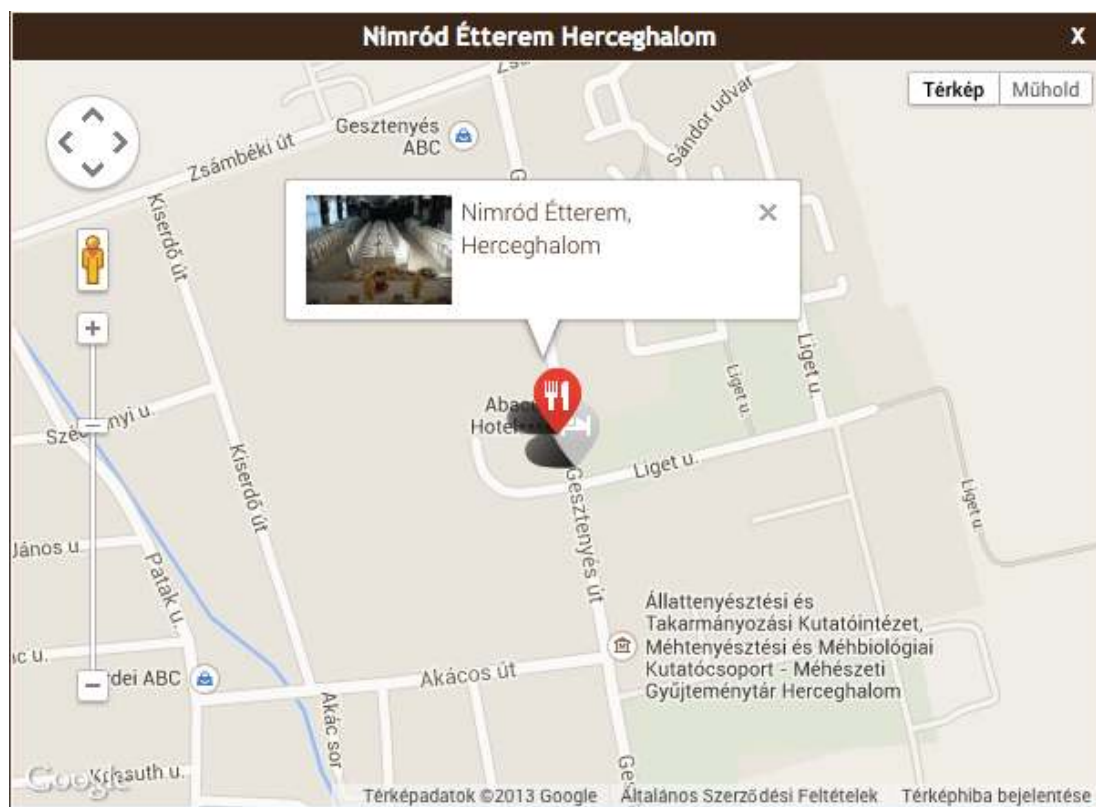 Nimród Étterem Herceghalom X
Térkép Műhold
Zsámbéki út
Gesztenyés
ABC
Sándor udvar
Kiserdő út
Nimród Étterem,
Herceghalom
Liget u.
Liget u.
Hotel
Liget u.
Kiserdő út
Gesztenyés út
Liget u.
János u.
Patak u.
Állattenyésztési és
Takarmányozási Kutatóintézet,
Méhtenyésztési és Méhbiológiai
Kutatócsoport - Méhészeti
Gyűjteménytár Herceghalom
ABC
Akácos út
Akác sor
Google
Térképadatok ©2013 Google Általános Szerződési Feltételek Térképhiba bejelentése